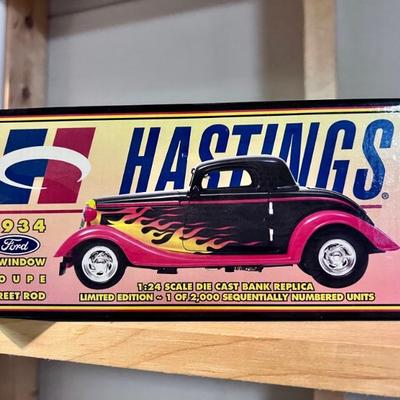 HASTINGS®
934
Ford
WINDOW
OUPE
REET ROD
1:24 SCALE DIE CAST BANK REPLICA
LIMITED EDITION ~ 1 OF 2,000 SEQUENTIALLY NUMBERED UNITS